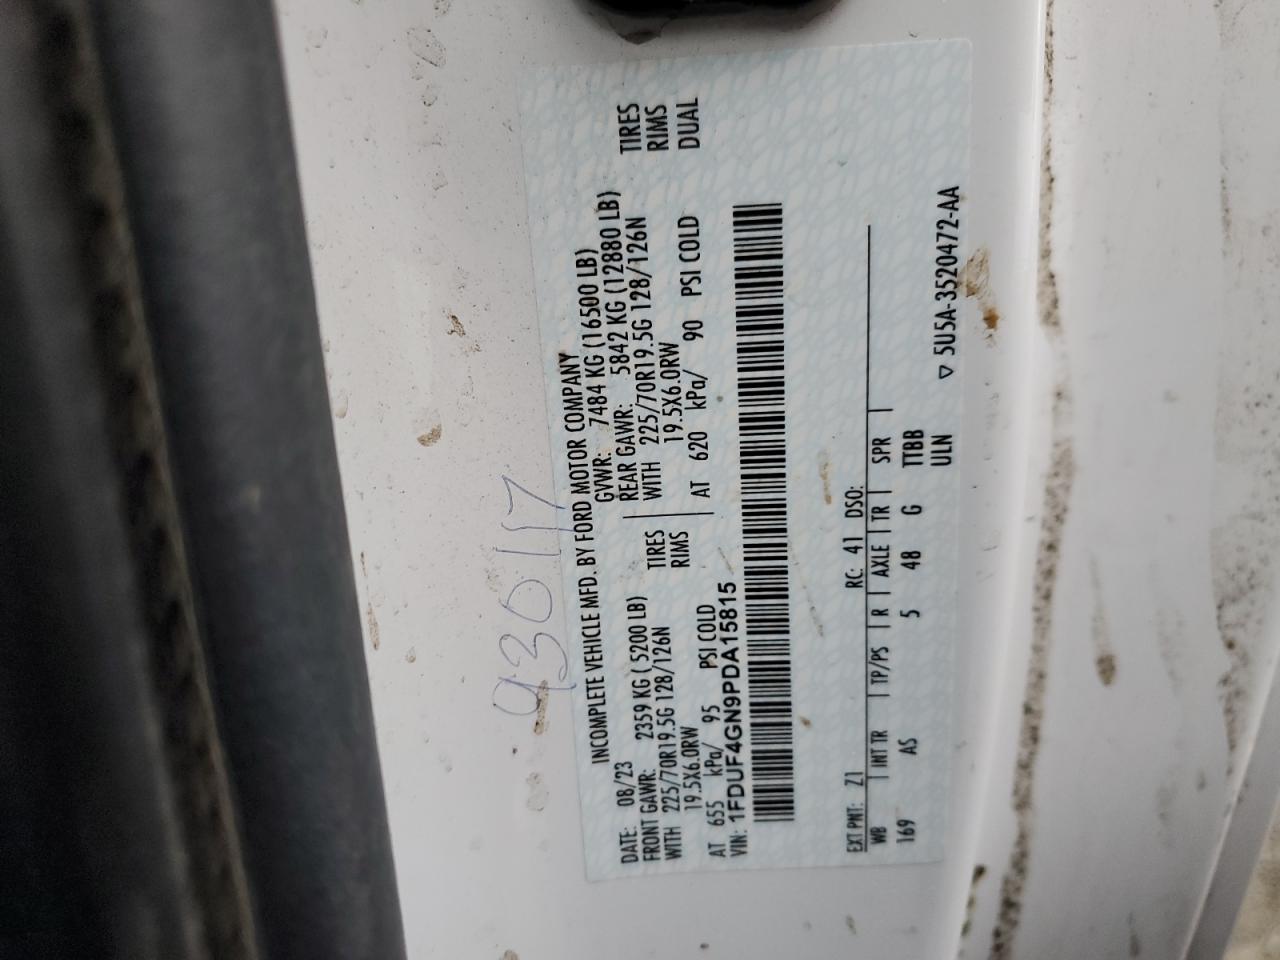 93017
INCOMPLETE VEHICLE MFD. BY FORD MOTOR COMPANY
DATE: 08/23 GVWR: 7484 KG (16500 LB)
FRONT GAWR: 2359 KG ( 5200 LB) REAR GAWR: 5842 KG (12880 LB)
WITH 225/70R19.5G 128/126N TIRES WITH 225/70R19.5G 128/126N TIRES
19.5X6.0RW RIMS 19.5X6.0RW RIMS
AT 655 kPa/ 95 PSI COLD AT 620 kPa/ 90 PSI COLD DUAL
VIN: 1FDUF4GN9PDA15815
EXT PNT: Z1 RC: 41 DSO:
WB | INT TR | TP/PS | R | AXLE | TR | SPR |
169 AS 5 48 G TTBB
ULN
▽ 5U5A-3520472-AA